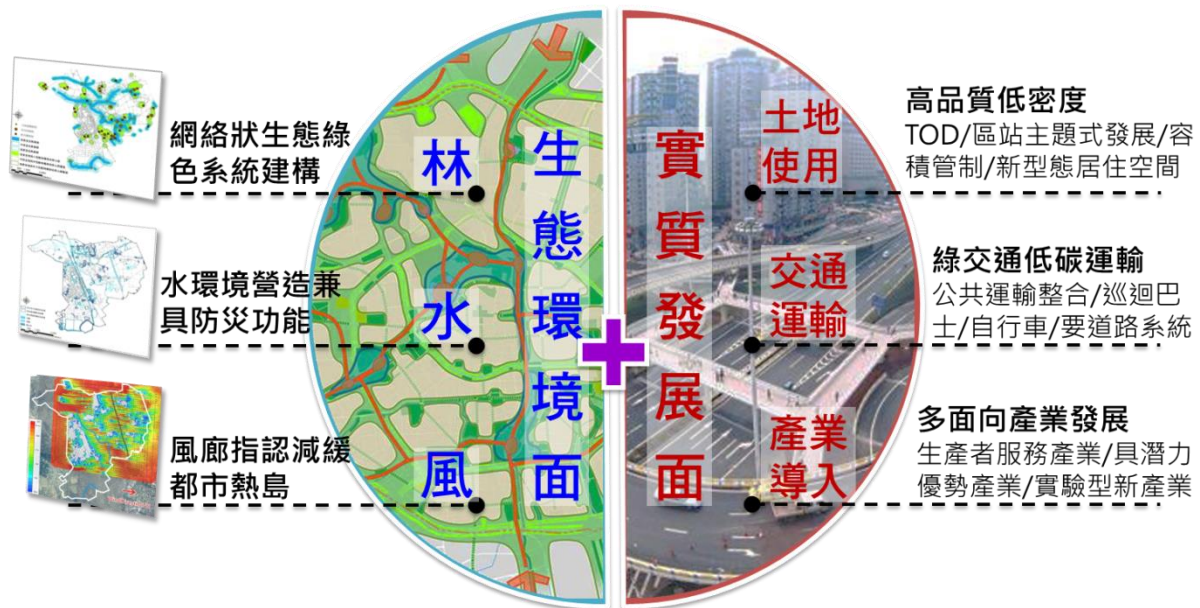 網絡狀生態綠
色系統建構
水環境營造兼
具防災功能
風廊指認減緩
都市熱島
林
水
風
生態環境面
實質發展面
土地
使用
交通
運輸
產業
導入
高品質低密度
TOD/區站主題式發展/容
積管制/新型態居住空間
綠交通低碳運輸
公共運輸整合/巡迴巴
士/自行車/要道路系統
多面向產業發展
生產者服務產業/具潛力
優勢產業/實驗型新產業